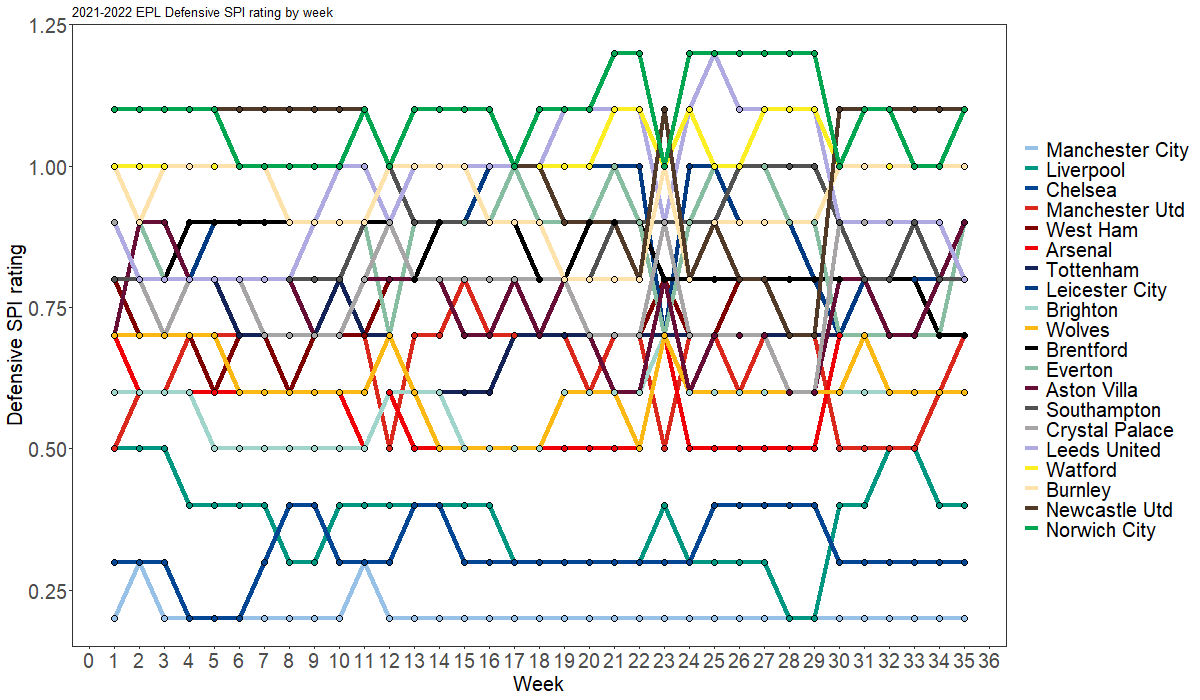 2021-2022 EPL Defensive SPI rating by week
Defensive SPI rating
1.25
1.00
0.75
0.50
0.25
0 1 2 3 4 5 6 7 8 9 10 11 12 13 14 15 16 17 18 19 20 21 22 23 24 25 26 27 28 29 30 31 32 33 34 35 36
Week
Manchester City
Liverpool
Chelsea
Manchester Utd
West Ham
Arsenal
Tottenham
Leicester City
Brighton
Wolves
Brentford
Everton
Aston Villa
Southampton
Crystal Palace
Leeds United
Watford
Burnley
Newcastle Utd
Norwich City